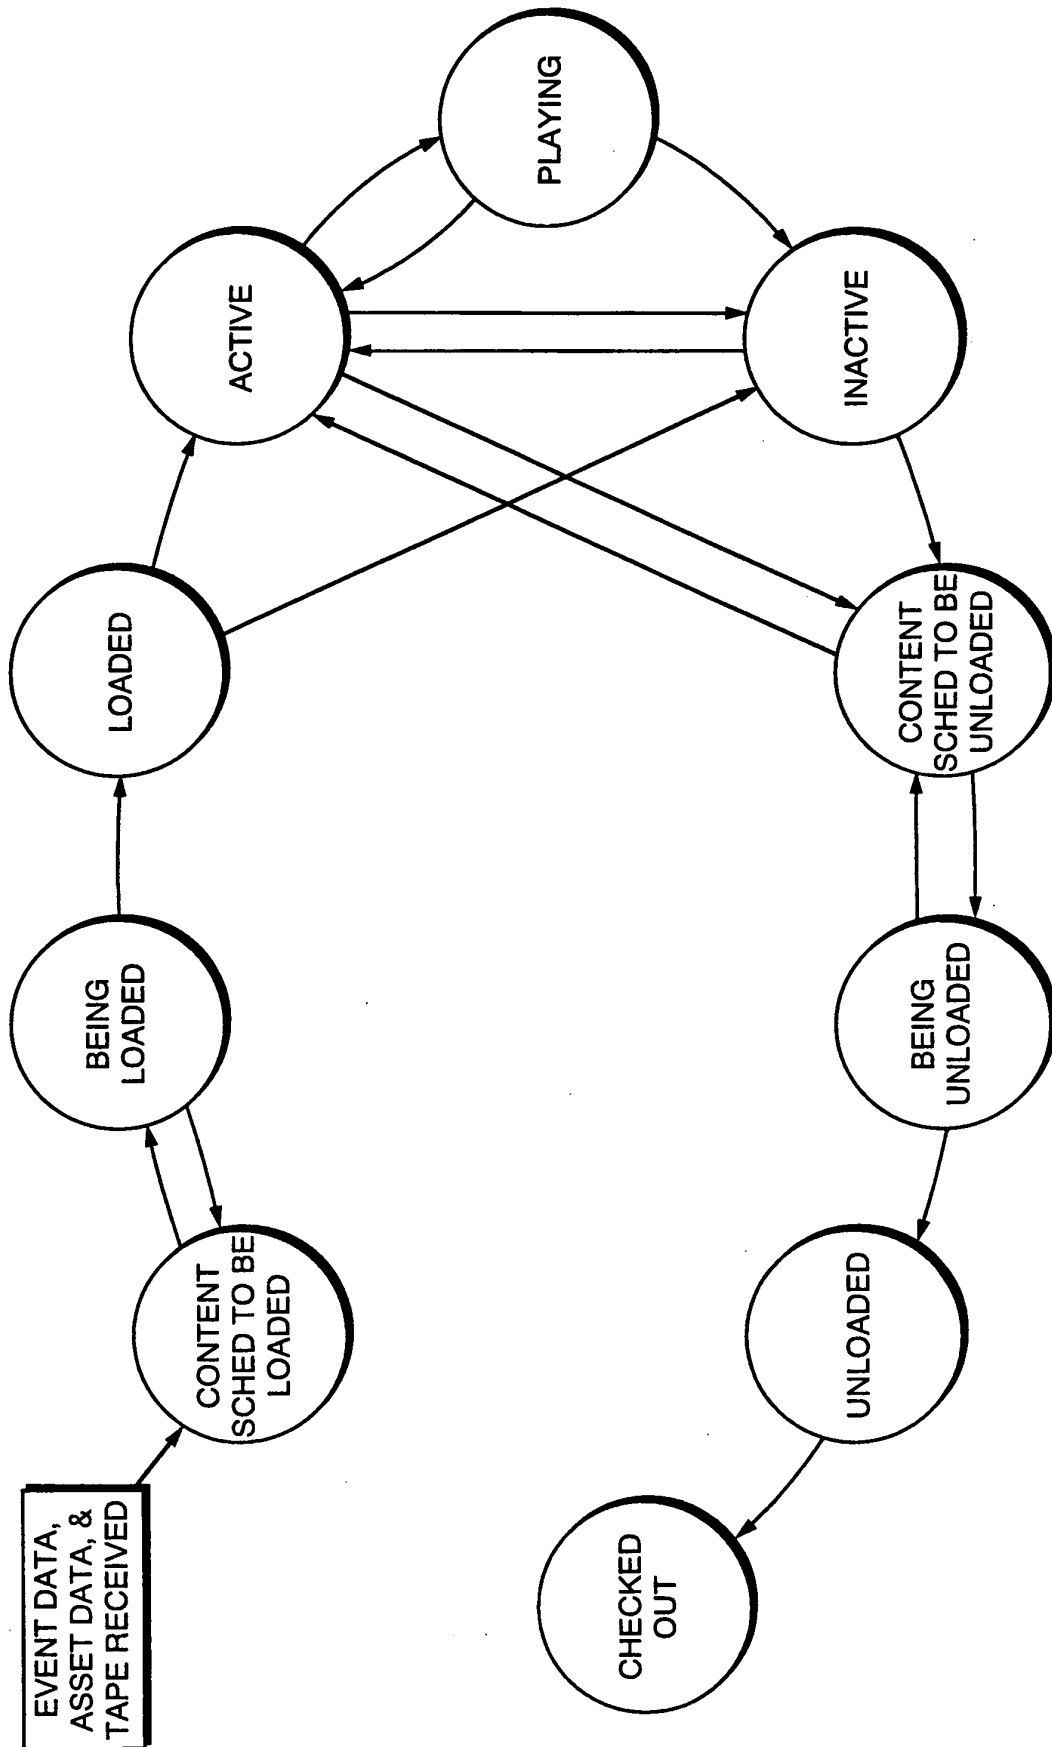 EVENT DATA,
ASSET DATA, &
TAPE RECEIVED
CONTENT
SCHED TO BE
LOADED
BEING
LOADED
LOADED
ACTIVE
PLAYING
INACTIVE
CONTENT
SCHED TO BE
UNLOADED
BEING
UNLOADED
UNLOADED
CHECKED
OUT